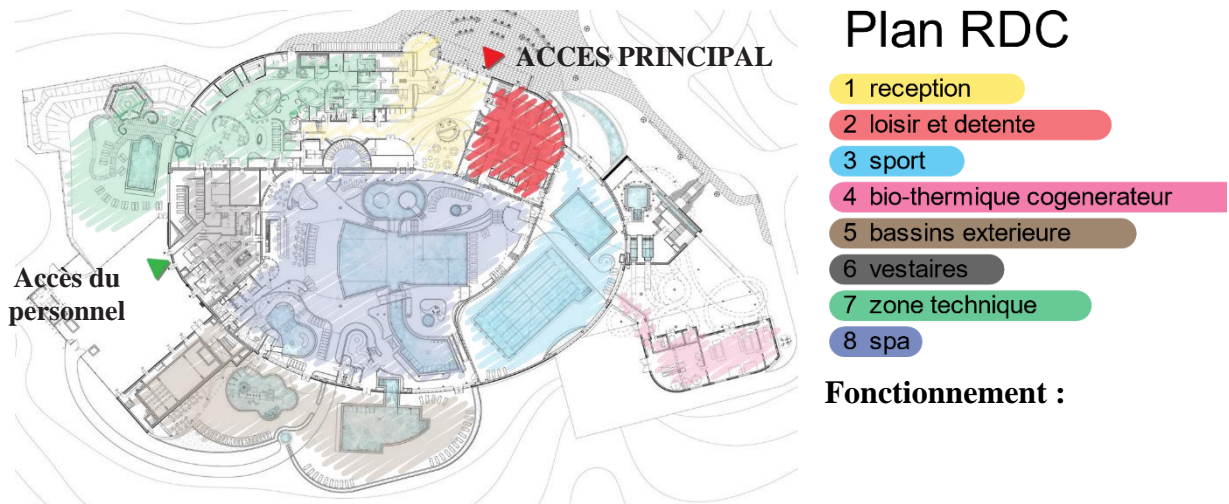 ACCES PRINCIPAL
Accès du
personnel
Plan RDC
1 reception
2 loisir et detente
3 sport
4 bio-thermique cogenerateur
5 bassins exterieure
6 vestaires
7 zone technique
8 spa
Fonctionnement :